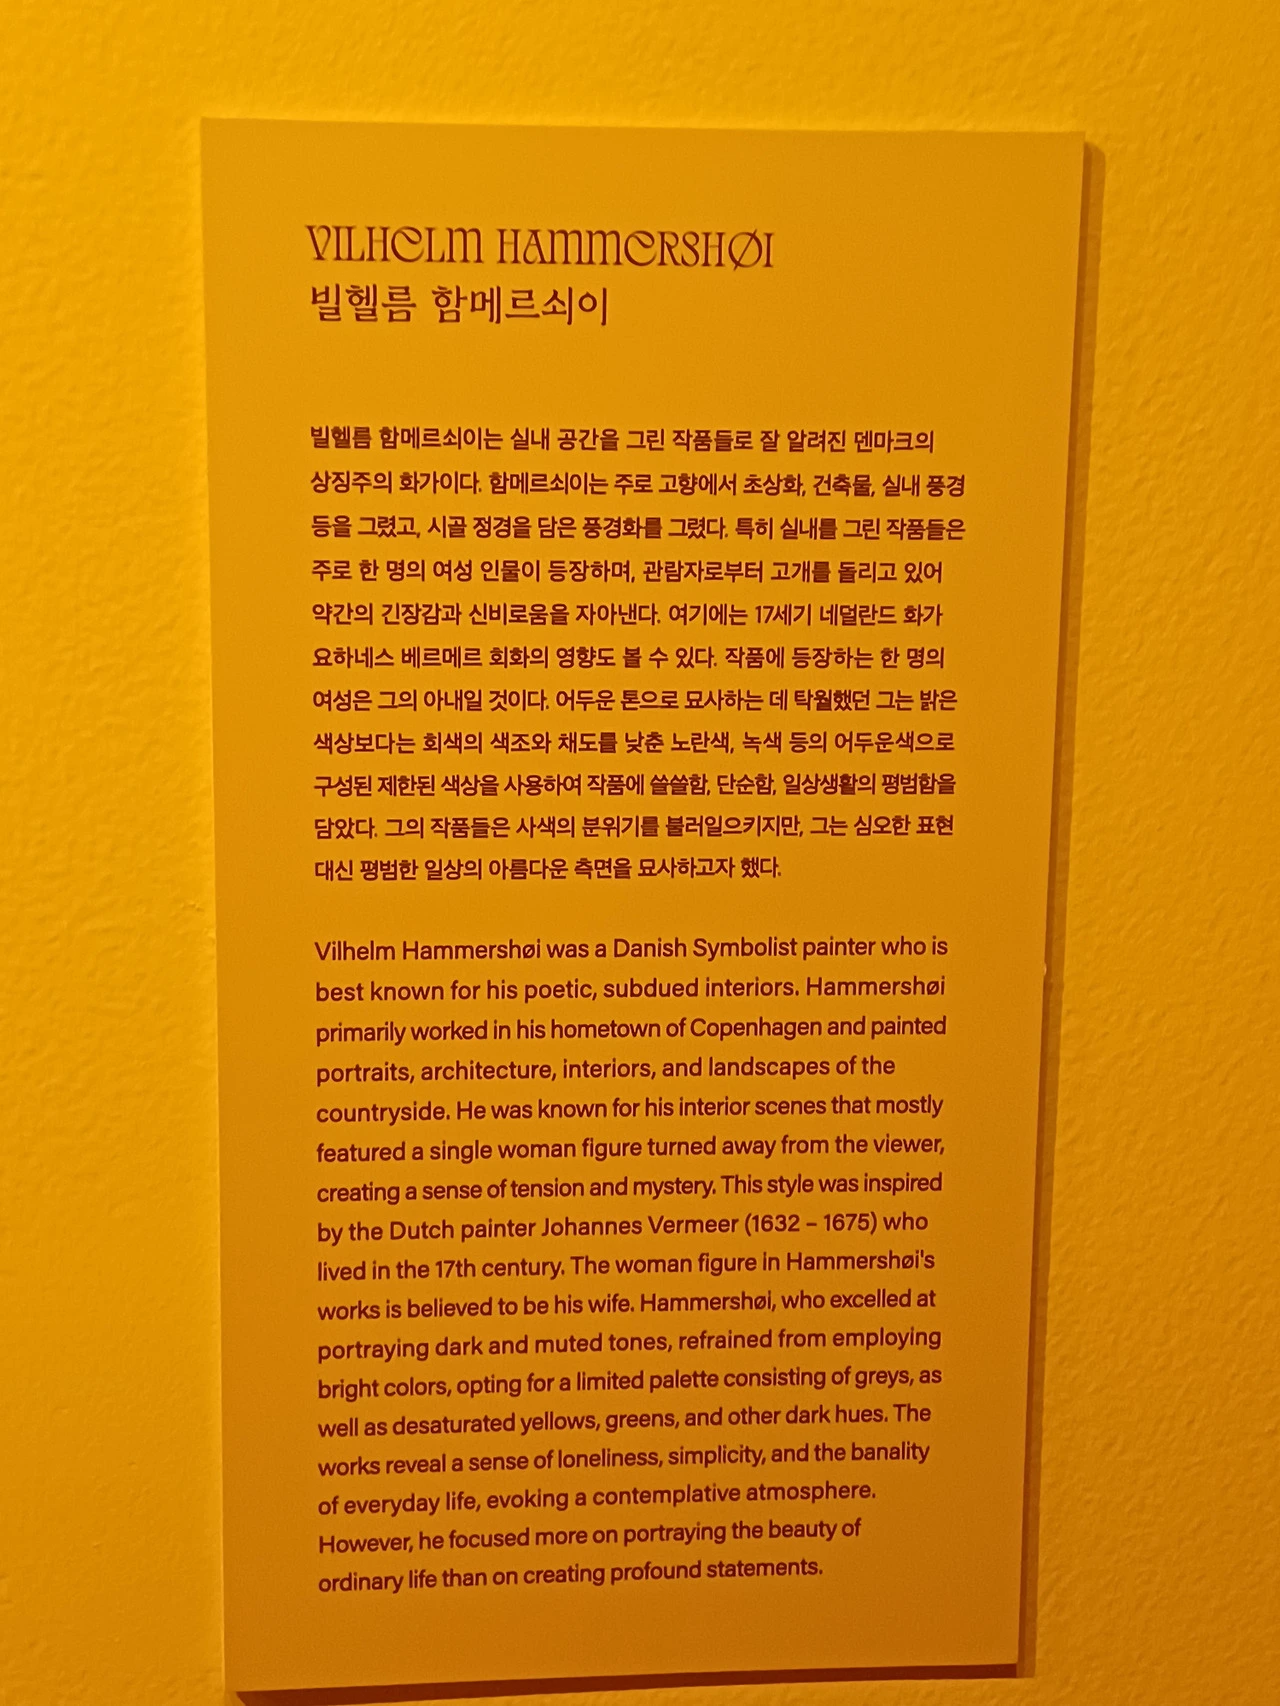 VILHELM HAMMERSHØI
빌헬름 함메르쇠이
빌헬름 함메르쇠이는 실내 공간을 그린 작품들로 잘 알려진 덴마크의
상징주의 화가이다. 함메르쇠이는 주로 고향에서 초상화, 건축물, 실내 풍경
등을 그렸고, 시골 정경을 담은 풍경화를 그렸다. 특히 실내를 그린 작품들은
주로 한 명의 여성 인물이 등장하며, 관람자로부터 고개를 돌리고 있어
약간의 긴장감과 신비로움을 자아낸다. 여기에는 17세기 네덜란드 화가
요하네스 베르메르 회화의 영향도 볼 수 있다. 작품에 등장하는 한 명의
여성은 그의 아내일 것이다. 어두운 톤으로 묘사하는 데 탁월했던 그는 밝은
색상보다는 회색의 색조와 채도를 낮춘 노란색, 녹색 등의 어두운색으로
구성된 제한된 색상을 사용하여 작품에 쓸쓸함, 단순함, 일상생활의 평범함을
담았다. 그의 작품들은 사색의 분위기를 불러일으키지만, 그는 심오한 표현
대신 평범한 일상의 아름다운 측면을 묘사하고자 했다.
Vilhelm Hammershøi was a Danish Symbolist painter who is
best known for his poetic, subdued interiors. Hammershøi
primarily worked in his hometown of Copenhagen and painted
portraits, architecture, interiors, and landscapes of the
countryside. He was known for his interior scenes that mostly
featured a single woman figure turned away from the viewer,
creating a sense of tension and mystery. This style was inspired
by the Dutch painter Johannes Vermeer (1632 – 1675) who
lived in the 17th century. The woman figure in Hammershøi's
works is believed to be his wife. Hammershøi, who excelled at
portraying dark and muted tones, refrained from employing
bright colors, opting for a limited palette consisting of greys, as
well as desaturated yellows, greens, and other dark hues. The
works reveal a sense of loneliness, simplicity, and the banality
of everyday life, evoking a contemplative atmosphere.
However, he focused more on portraying the beauty of
ordinary life than on creating profound statements.